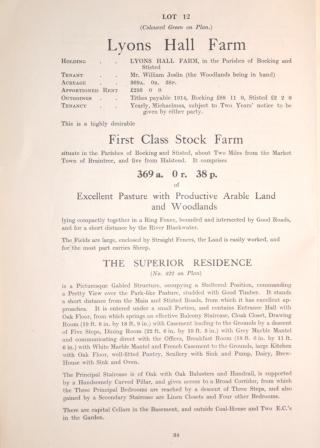 LOT 12
(Coloured Green on Plan.)
Lyons Hall Farm
HOLDING . . LYONS HALL FARM, in the Parishes of Bocking and
Stisted
TENANT . . Mr. William Joslin (the Woodlands being in hand)
ACREAGE . . 369a. 0r. 38p.
APPORTIONED RENT £295 0 0
OUTGOINGS . . Tithes payable 1914, Bocking £88 11 9, Stisted £2 2 8
TENANCY . . Yearly, Michaelmas, subject to Two Years' notice to be
given by either party.
This is a highly desirable
First Class Stock Farm
situate in the Parishes of Bocking and Stisted, about Two Miles from the Market
Town of Braintree, and five from Halstead. It comprises
369 a. 0 r. 38 p.
of
Excellent Pasture with Productive Arable Land
and Woodlands
lying compactly together in a Ring Fence, bounded and intersected by Good Roads,
and for a short distance by the River Blackwater.
The Fields are large, enclosed by Straight Fences, the Land is easily worked, and
for the most part carries Sheep.
THE SUPERIOR RESIDENCE
(No. 422 on Plan)
is a Picturesque Gabled Structure, occupying a Sheltered Position, commanding
a Pretty View over the Park-like Pasture, studded with Good Timber. It stands
a short distance from the Main and Stisted Roads, from which it has excellent ap-
proaches. It is entered under a small Portico, and contains Entrance Hall with
Oak Floor, from which springs an effective Balcony Staircase, Cloak Closet, Drawing
Room (19 ft. 6 in. by 18 ft. 9 in.) with Casement leading to the Grounds by a descent
of Five Steps, Dining Room (22 ft. 6 in. by 19 ft. 3 in.) with Grey Marble Mantel
and communicating direct with the Offices, Breakfast Room (18 ft. 6 in. by 11 ft.
6 in.) with White Marble Mantel and French Casement to the Grounds, large Kitchen
with Oak Floor, well-fitted Pantry, Scullery with Sink and Pump, Dairy, Brew-
House with Sink and Oven.
The Principal Staircase is of Oak with Oak Balusters and Handrail, is supported
by a Handsomely Carved Pilar, and gives access to a Broad Corridor, from which
the Three Principal Bedrooms are reached by a descent of Three Steps, and also
gained by a Secondary Staircase are Linen Closets and Four other Bedrooms.
There are capital Cellars in the Basement, and outside Coal-House and Two E.C.'s
in the Garden.